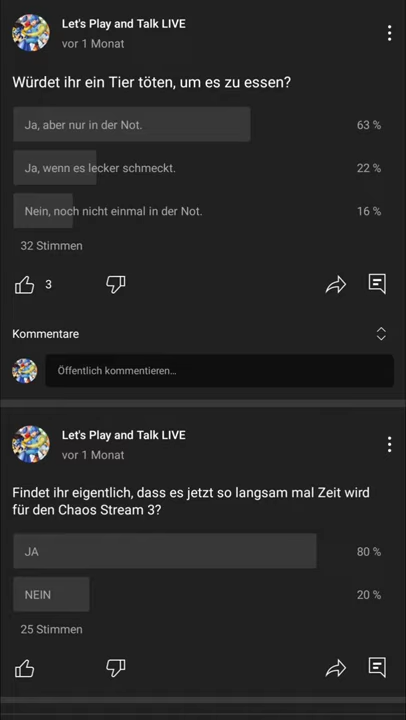 Let's Play and Talk LIVE
vor 1 Monat
Würdet ihr ein Tier töten, um es zu essen?
Ja, aber nur in der Not. 63 %
Ja, wenn es lecker schmeckt. 22 %
Nein, noch nicht einmal in der Not. 16 %
32 Stimmen
3
Kommentare
Öffentlich kommentieren…
Let's Play and Talk LIVE
vor 1 Monat
Findet ihr eigentlich, dass es jetzt so langsam mal Zeit wird
für den Chaos Stream 3?
JA 80 %
NEIN 20 %
25 Stimmen